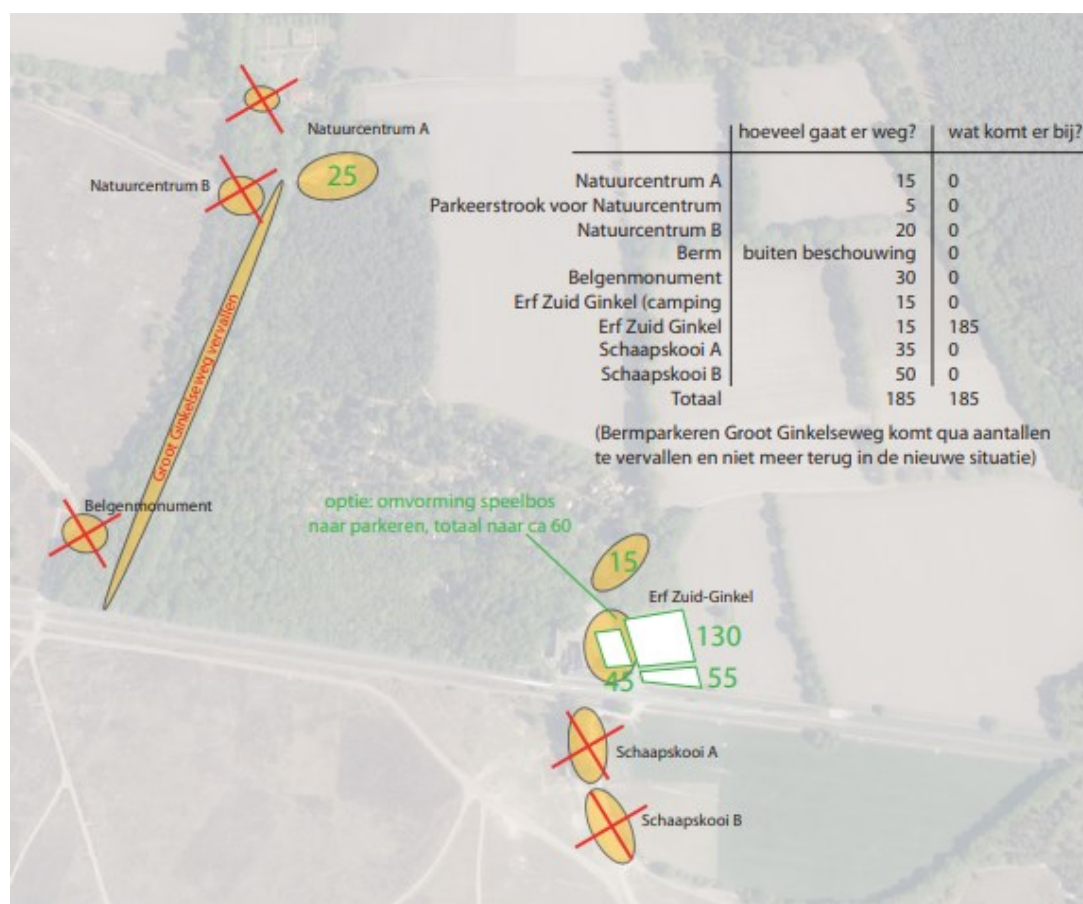 Natuurcentrum A
25
Natuurcentrum B
Groot Ginkelseweg vervallen
Belgenmonument
hoeveel gaat er weg? wat komt er bij?
Natuurcentrum A 15 0
Parkeerstrook voor Natuurcentrum 5 0
Natuurcentrum B 20 0
Berm buiten beschouwing 0
Belgenmonument 30 0
Erf Zuid Ginkel (camping 15 0
Erf Zuid Ginkel 15 185
Schaapskooi A 35 0
Schaapskooi B 50 0
Totaal 185 185
(Bermparkeren Groot Ginkelseweg komt qua aantallen
te vervallen en niet meer terug in de nieuwe situatie)
optie: omvorming speelbos
naar parkeren, totaal naar ca 60
15
Erf Zuid-Ginkel
130
45
55
Schaapskooi A
Schaapskooi B